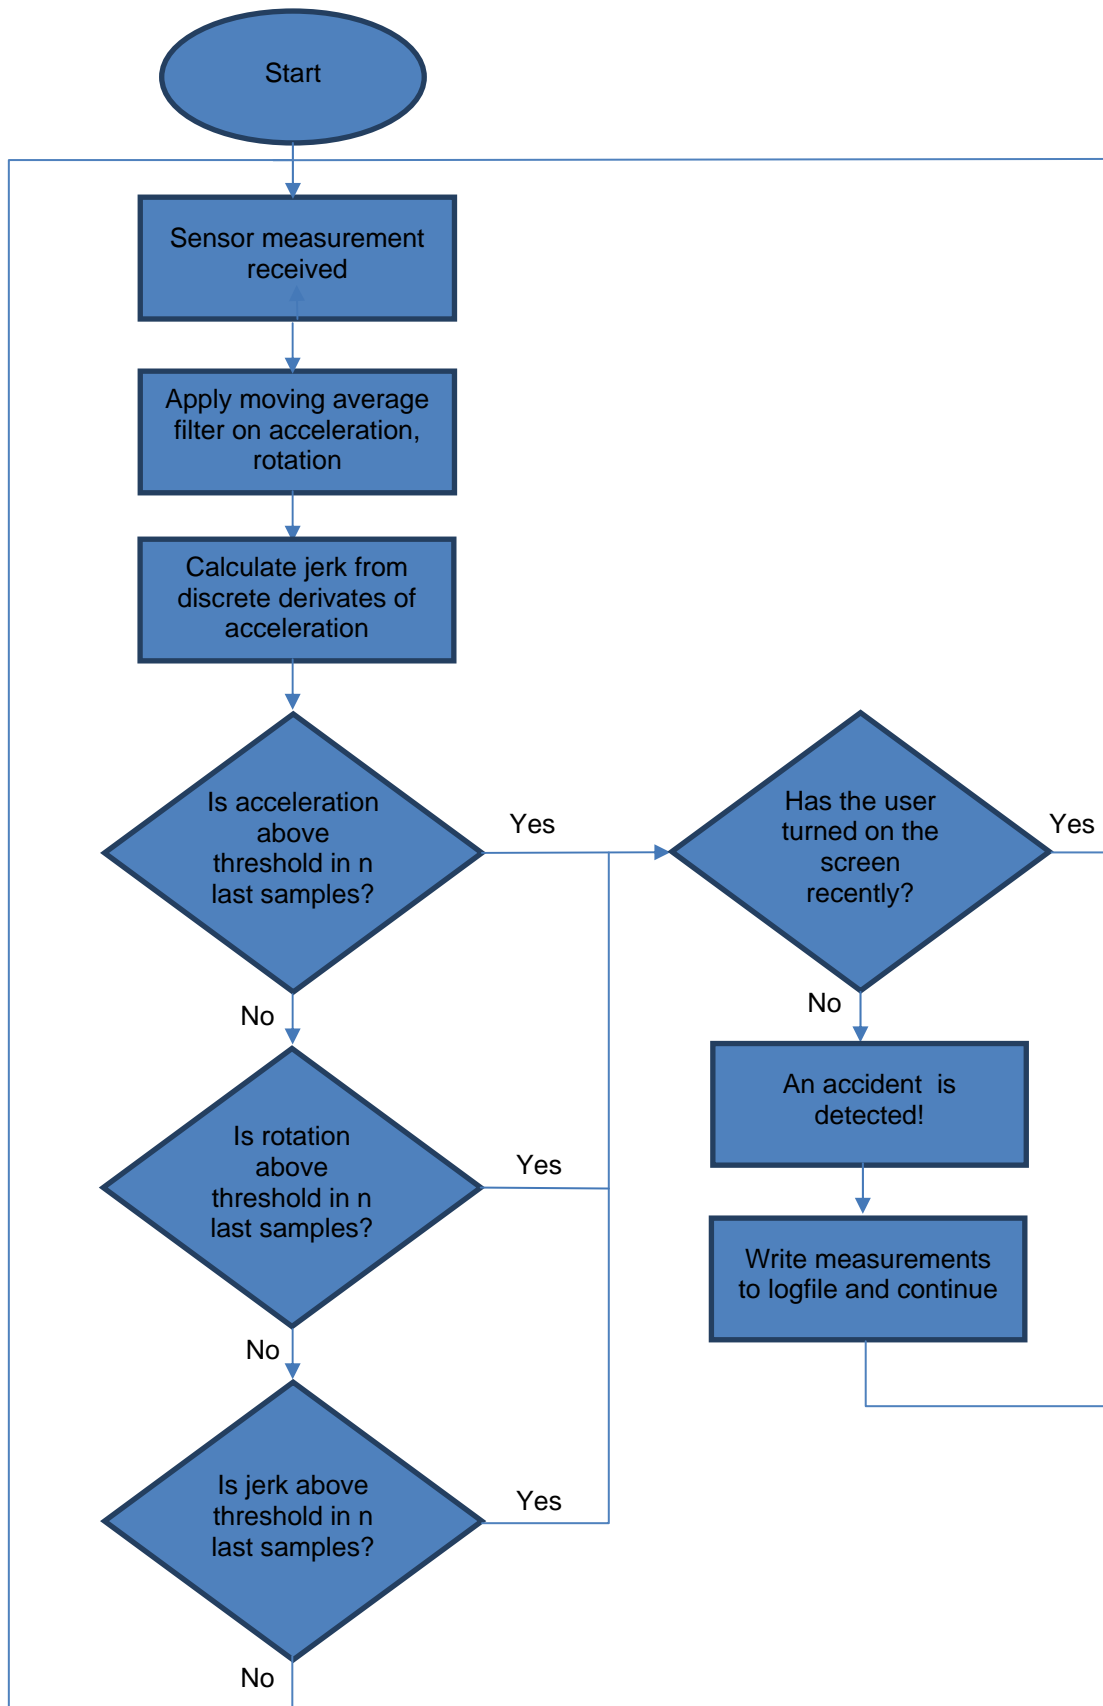 Start
Sensor measurement
received
Apply moving average
filter on acceleration,
rotation
Calculate jerk from
discrete derivates of
acceleration
Is acceleration
above
threshold in n
last samples?
Yes
Has the user
turned on the
screen
recently?
Yes
No
No
An accident is
detected!
Is rotation
above
threshold in n
last samples?
Yes
Write measurements
to logfile and continue
No
Is jerk above
threshold in n
last samples?
Yes
No